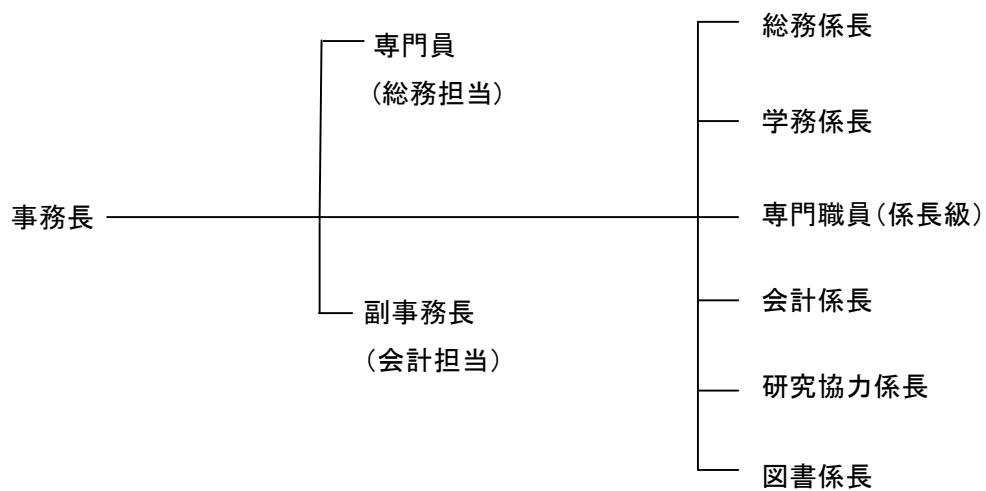 事務長
専門員
(総務担当)
副事務長
(会計担当)
総務係長
学務係長
専門職員(係長級)
会計係長
研究協力係長
図書係長